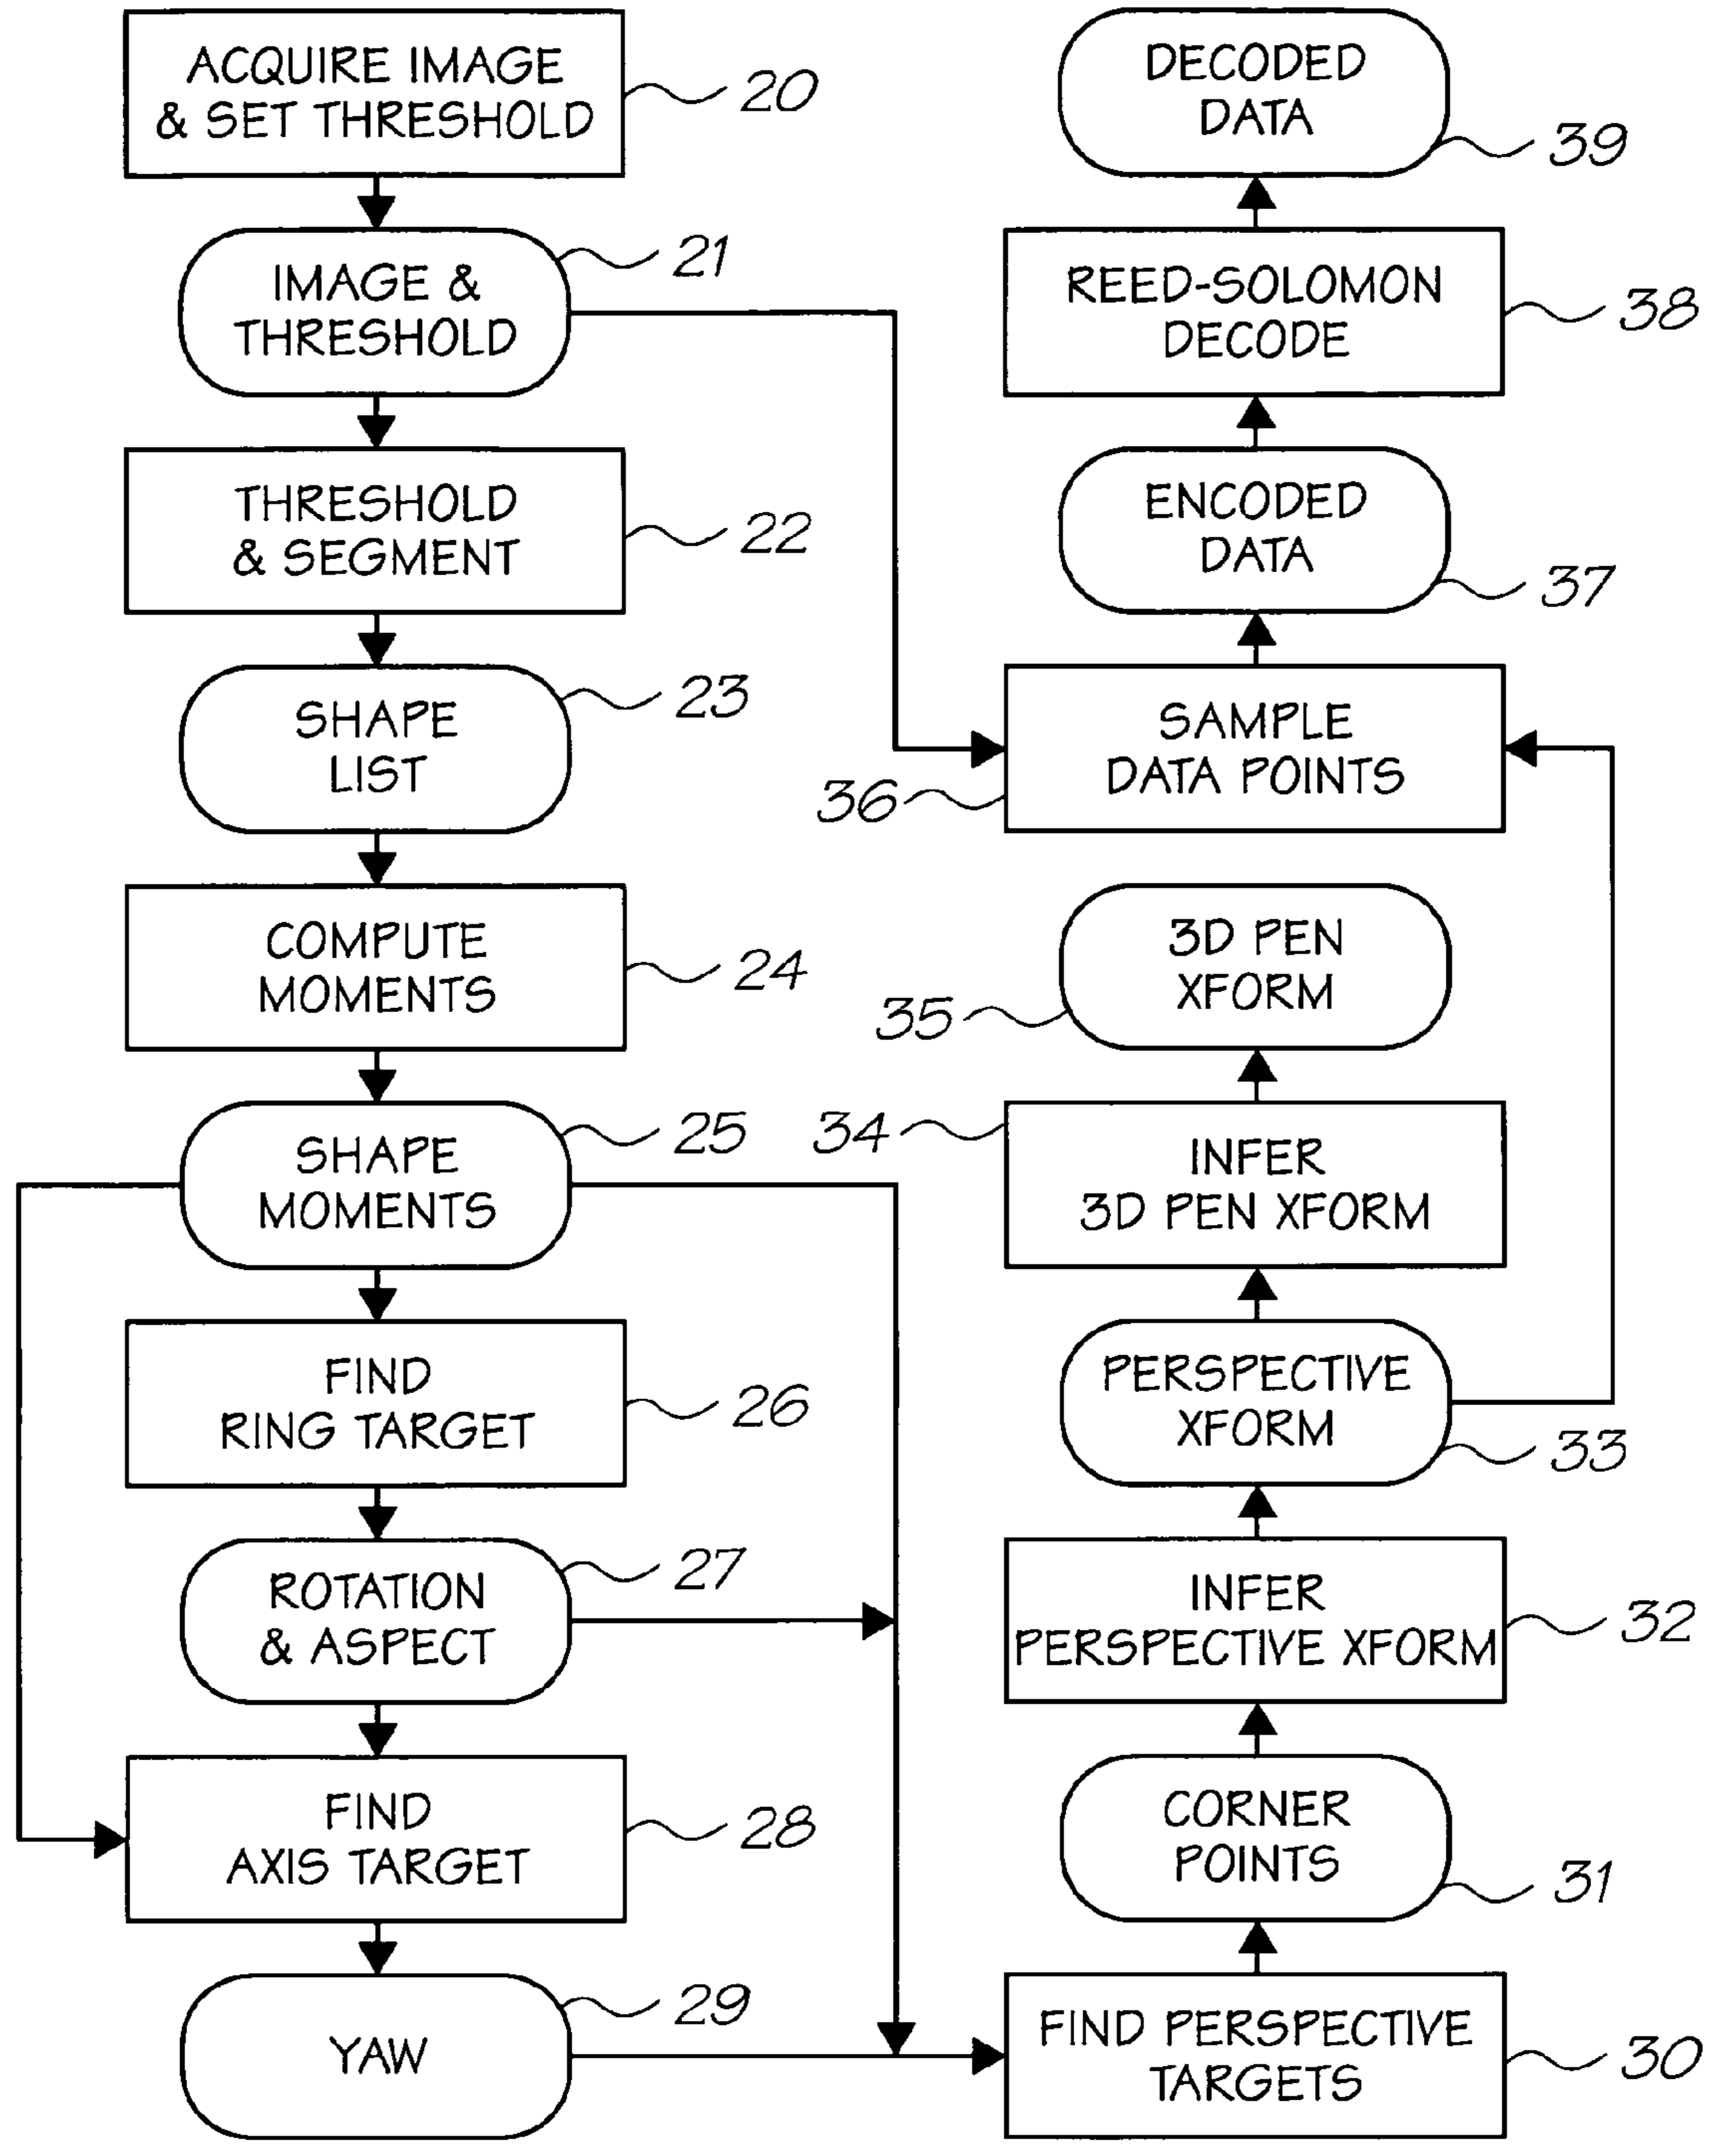 ACQUIRE IMAGE
& SET THRESHOLD
20
IMAGE &
THRESHOLD
21
THRESHOLD
& SEGMENT
22
SHAPE
LIST
23
COMPUTE
MOMENTS
24
SHAPE
MOMENTS
25
FIND
RING TARGET
26
ROTATION
& ASPECT
27
FIND
AXIS TARGET
28
YAW
29
DECODED
DATA
39
REED-SOLOMON
DECODE
38
ENCODED
DATA
37
SAMPLE
DATA POINTS
36
3D PEN
XFORM
35
INFER
3D PEN XFORM
34
PERSPECTIVE
XFORM
33
INFER
PERSPECTIVE XFORM
32
CORNER
POINTS
31
FIND PERSPECTIVE
TARGETS
30